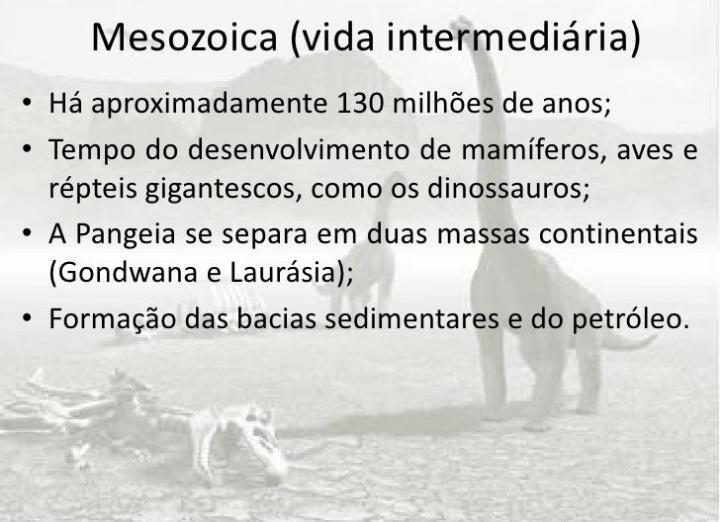 Mesozoica (vida intermediária)
• Há aproximadamente 130 milhões de anos;
• Tempo do desenvolvimento de mamíferos, aves e
répteis gigantescos, como os dinossauros;
• A Pangeia se separa em duas massas continentais
(Gondwana e Laurásia);
• Formação das bacias sedimentares e do petróleo.